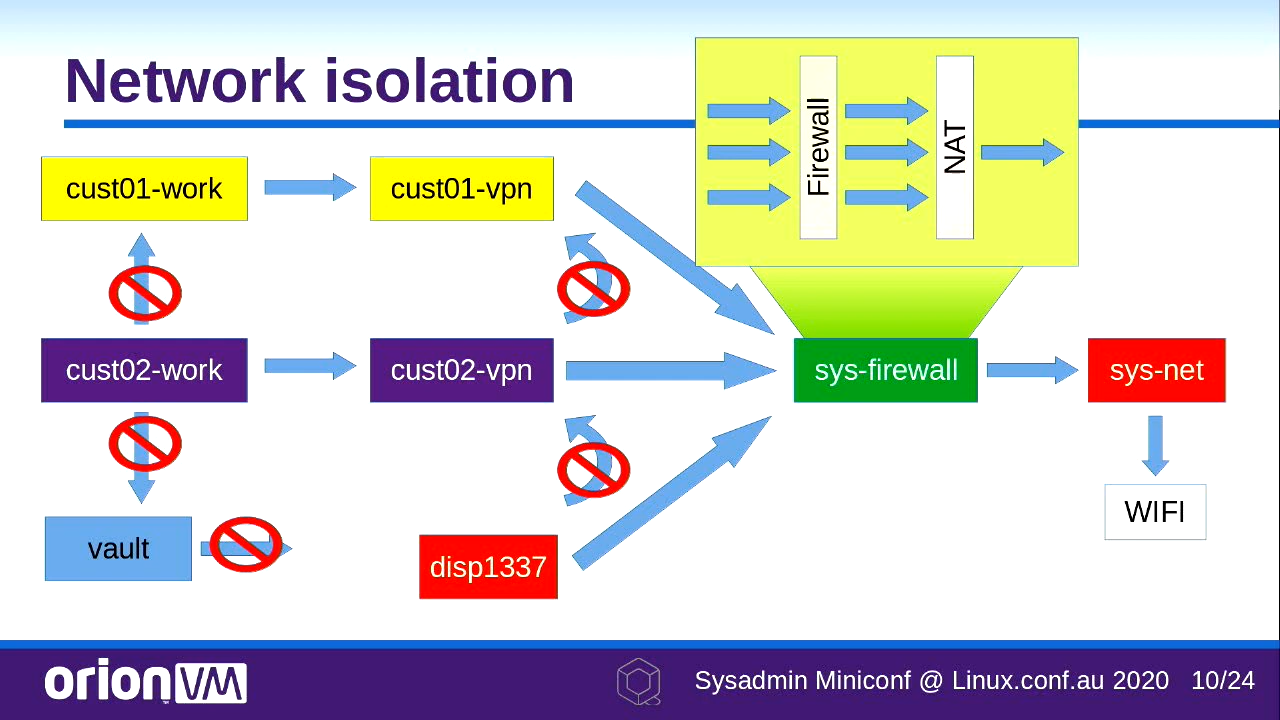 Network isolation
Firewall
NAT
cust01-work
cust01-vpn
cust02-work
cust02-vpn
sys-firewall
sys-net
WIFI
vault
disp1337
orionVM
™
Sysadmin Miniconf @ Linux.conf.au 2020 10/24